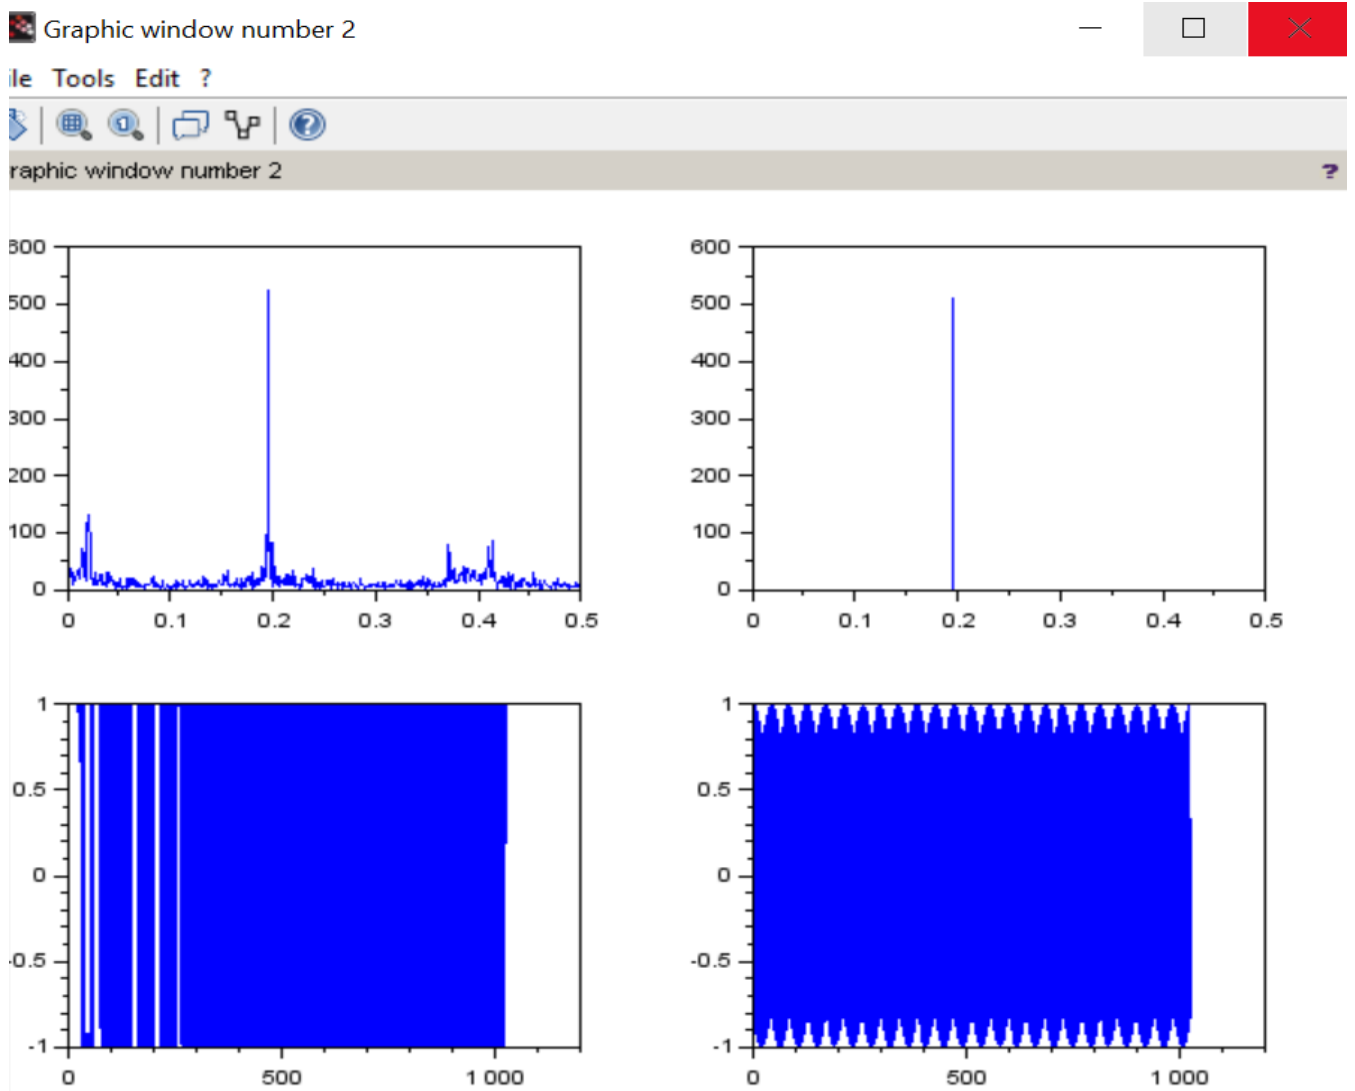 Graphic window number 2
ile Tools Edit ?
raphic window number 2 ?
600 600
500 500
400 400
300 300
200 200
100 100
0 0
0 0.1 0.2 0.3 0.4 0.5 0 0.1 0.2 0.3 0.4 0.5
1 1
0.5 0.5
0 0
-0.5 -0.5
-1 -1
0 500 1 000 0 500 1 000